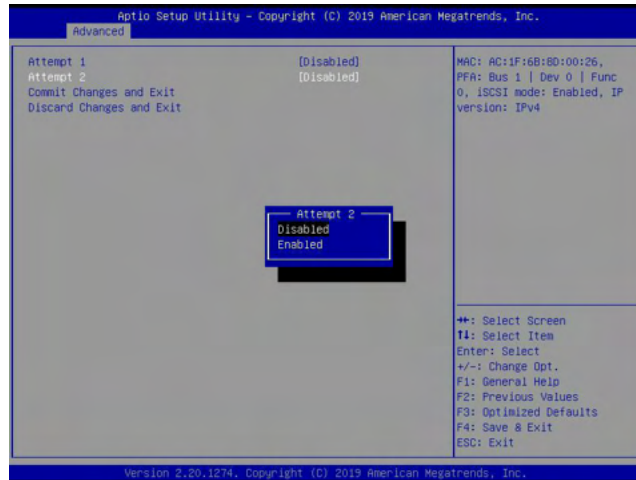 Aptio Setup Utility – Copyright (C) 2019 American Megatrends, Inc.
Advanced
Attempt 1 [Disabled]
Attempt 2 [Disabled]
Commit Changes and Exit
Discard Changes and Exit
MAC: AC:1F:6B:8D:00:26,
PFA: Bus 1 | Dev 0 | Func
0, iSCSI mode: Enabled, IP
version: IPv4
Attempt 2
Disabled
Enabled
→←: Select Screen
↑↓: Select Item
Enter: Select
+/-: Change Opt.
F1: General Help
F2: Previous Values
F3: Optimized Defaults
F4: Save & Exit
ESC: Exit
Version 2.20.1274. Copyright (C) 2019 American Megatrends, Inc.